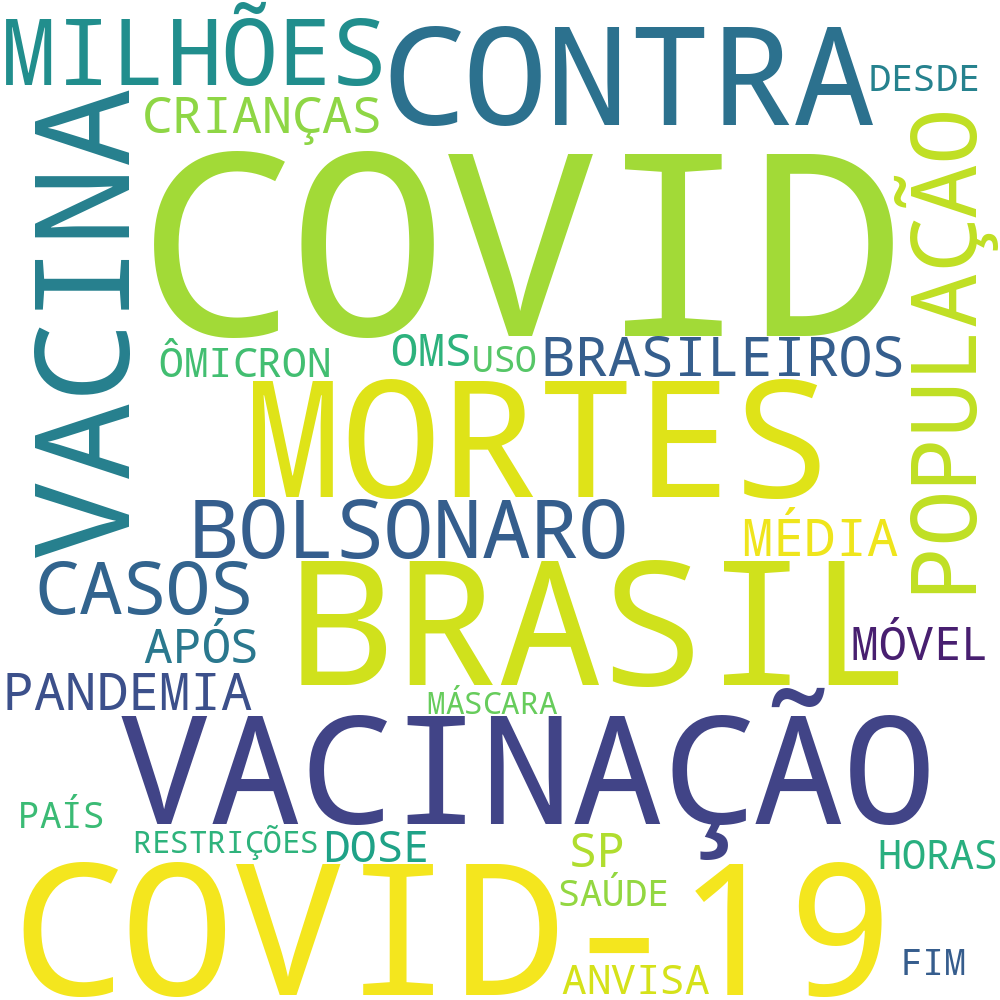 MILHÕES
CONTRA
DESDE
CRIANÇAS
VACINA
COVID
POPULAÇÃO
ÔMICRON
OMS
USO
BRASILEIROS
MORTES
BOLSONARO
MÉDIA
CASOS
BRASIL
APÓS
MÓVEL
PANDEMIA
MÁSCARA
VACINAÇÃO
PAÍS
RESTRIÇÕES
DOSE
SP
HORAS
COVID-19
SAÚDE
ANVISA
FIM